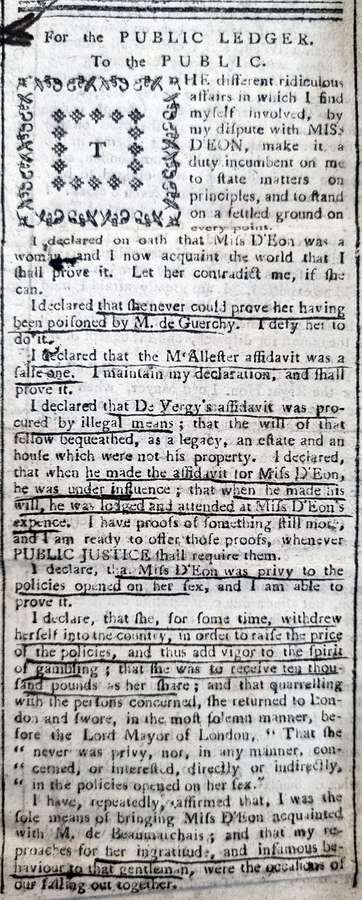 For the PUBLIC LEDGER.
To the PUBLIC.
THE different ridiculous
affairs in which I find
myself involved, by
my dispute with MISS
D'EON, make it a
duty incumbent on me
to state matters on
principles, and to stand
on a settled ground on
every point.
I declared on oath that Miss D'Eon was a
woman and I now acquaint the world that I
shall prove it. Let her contradict me, if she
can.
I declared that she never could prove her having
been poisoned by M. de Guerchy. I defy her to
do it.
I declared that the M'Allester affidavit was a
false one. I maintain my declaration, and shall
prove it.
I declared that De Vergy's affidavit was pro-
cured by illegal means; that the will of that
fellow bequeathed, as a legacy, an estate and an
house which were not his property. I declared,
that when he made the affidavit for Miss D'Eon,
he was under influence; that when he made his
will, he was lodged and attended at Miss D'Eon's
expence. I have proofs of something still more,
and I am ready to offer those proofs, whenever
PUBLIC JUSTICE shall require them.
I declare, tha. Miss D'Eon was privy to the
policies opened on her sex, and I am able to
prove it.
I declare, that she, for some time, withdrew
herself into the country, in order to raise the price
of the policies, and thus add vigor to the spirit
of gambling; that she was to receive ten thou-
sand pounds as her share; and that quarrelling
with the persons concerned, she returned to Lon-
don and swore, in the most solemn manner, be-
fore the Lord Mayor of London, "That she
"never was privy, nor, in any manner, con-
"cerned, or interested, directly or indirectly,
"in the policies opened on her sex."
I have, repeatedly, affirmed that, I was the
sole means of bringing Miss D'Eon acquainted
with M. de Beaumarchais; and that my re-
proaches for her ingratitude, and infamous be-
haviour to that gentleman, were the occasions of
our falling out together.